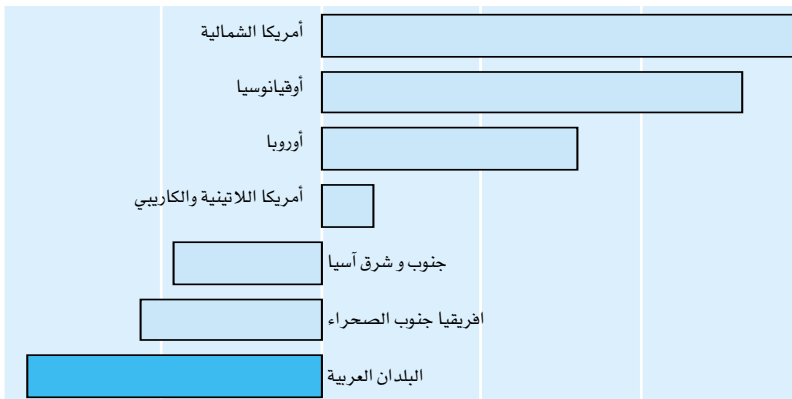 أمريكا الشمالية
أوقيانوسيا
أوروبا
أمريكا اللاتينية والكاريبي
جنوب و شرق آسيا
افريقيا جنوب الصحراء
البلدان العربية